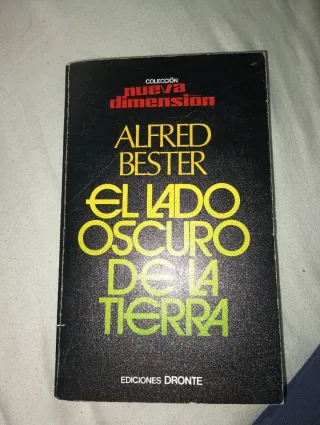 COLECCIÓN
nueva
dimensión
ALFRED
BESTER
EL LADO
OSCURO
DE LA
TIERRA
EDICIONES DRONTE